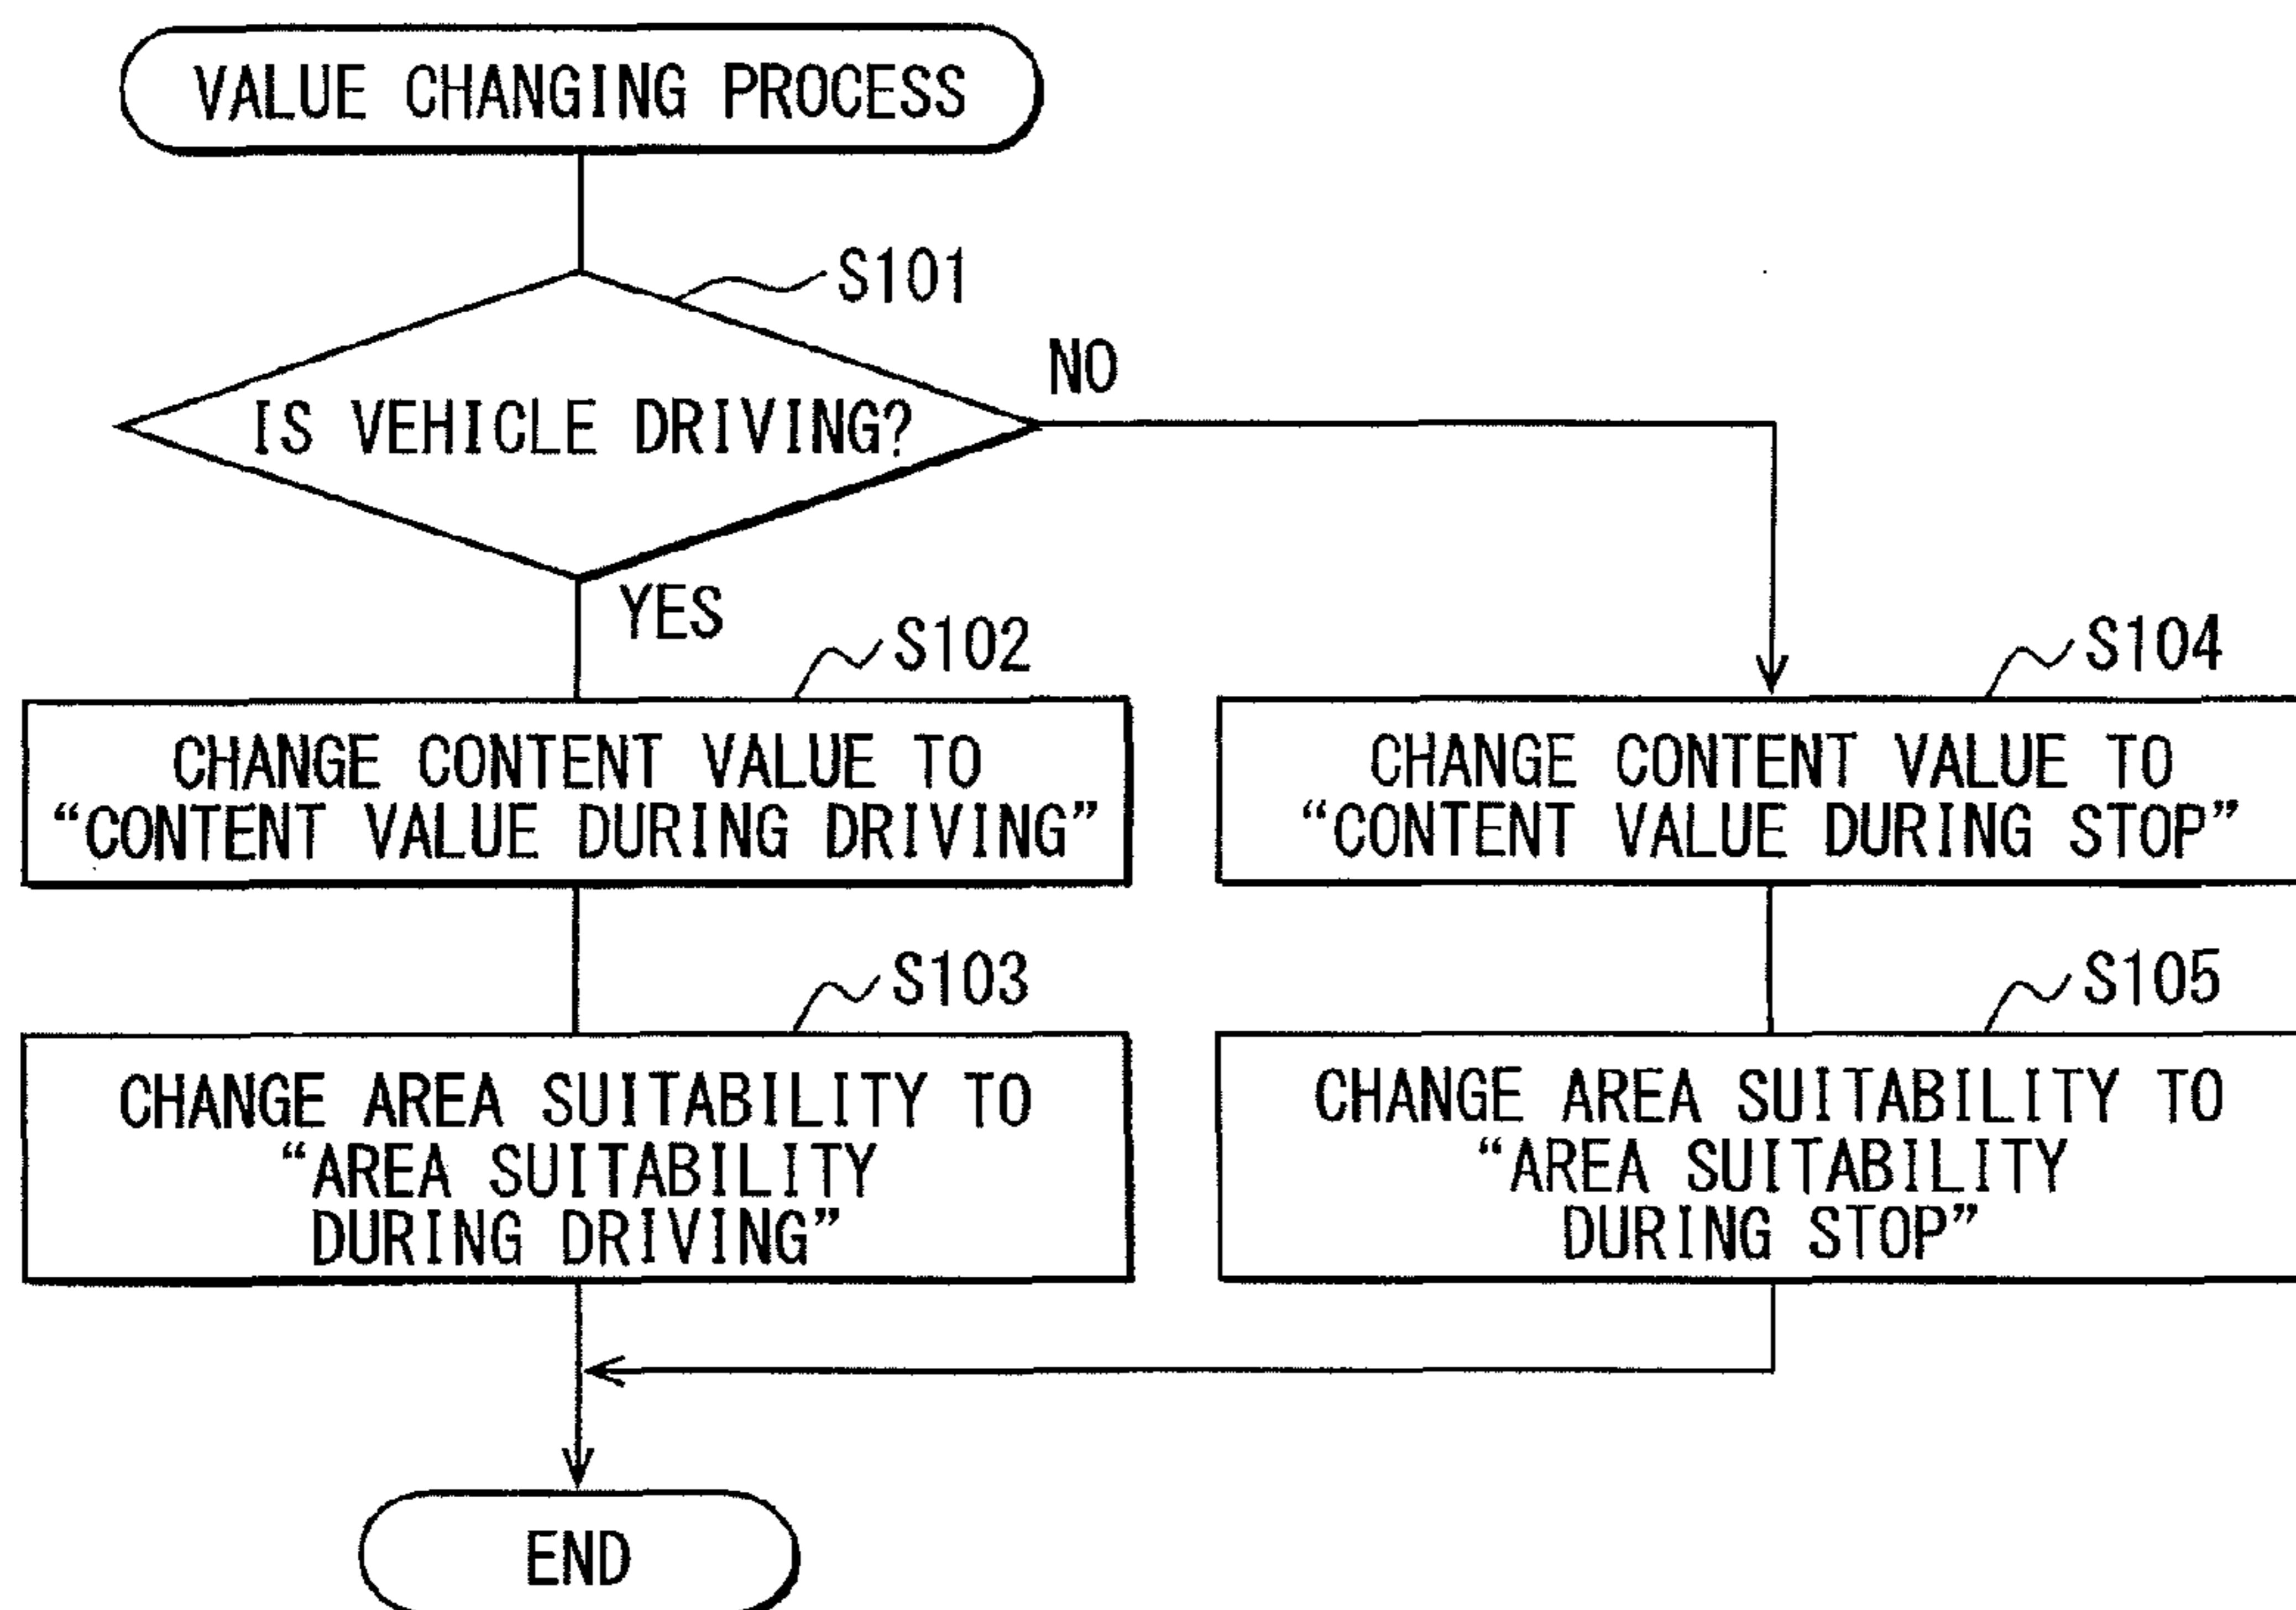 VALUE CHANGING PROCESS
S101
IS VEHICLE DRIVING?
NO
YES
S102
CHANGE CONTENT VALUE TO
“CONTENT VALUE DURING DRIVING”
S103
CHANGE AREA SUITABILITY TO
“AREA SUITABILITY
DURING DRIVING”
S104
CHANGE CONTENT VALUE TO
“CONTENT VALUE DURING STOP”
S105
CHANGE AREA SUITABILITY TO
“AREA SUITABILITY
DURING STOP”
END